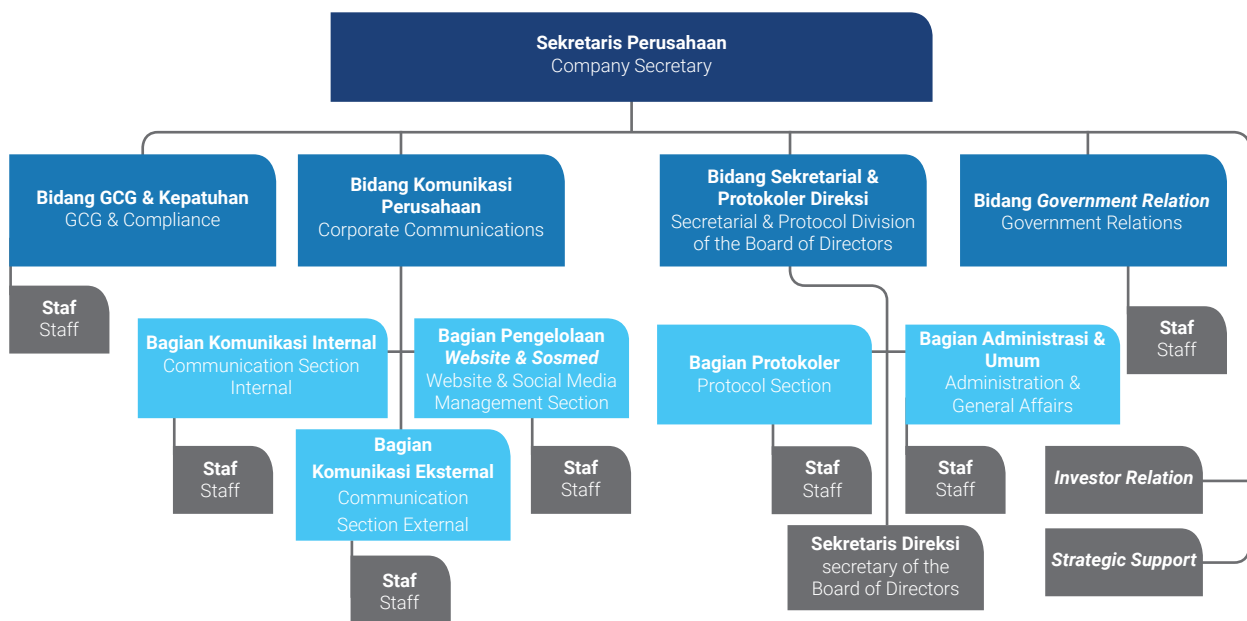 Sekretaris Perusahaan
Company Secretary
Bidang GCG & Kepatuhan
GCG & Compliance
Bidang Komunikasi
Perusahaan
Corporate Communications
Bidang Sekretarial &
Protokoler Direksi
Secretarial & Protocol Division
of the Board of Directors
Bidang Government Relation
Government Relations
Staf
Staff
Bagian Komunikasi Internal
Communication Section
Internal
Bagian Pengelolaan
Website & Sosmed
Website & Social Media
Management Section
Bagian Protokoler
Protocol Section
Bagian Administrasi &
Umum
Administration &
General Affairs
Staf
Staff
Staf
Staff
Bagian
Komunikasi Eksternal
Communication
Section External
Staf
Staff
Staf
Staff
Staf
Staff
Investor Relation
Sekretaris Direksi
secretary of the
Board of Directors
Strategic Support
Staf
Staff